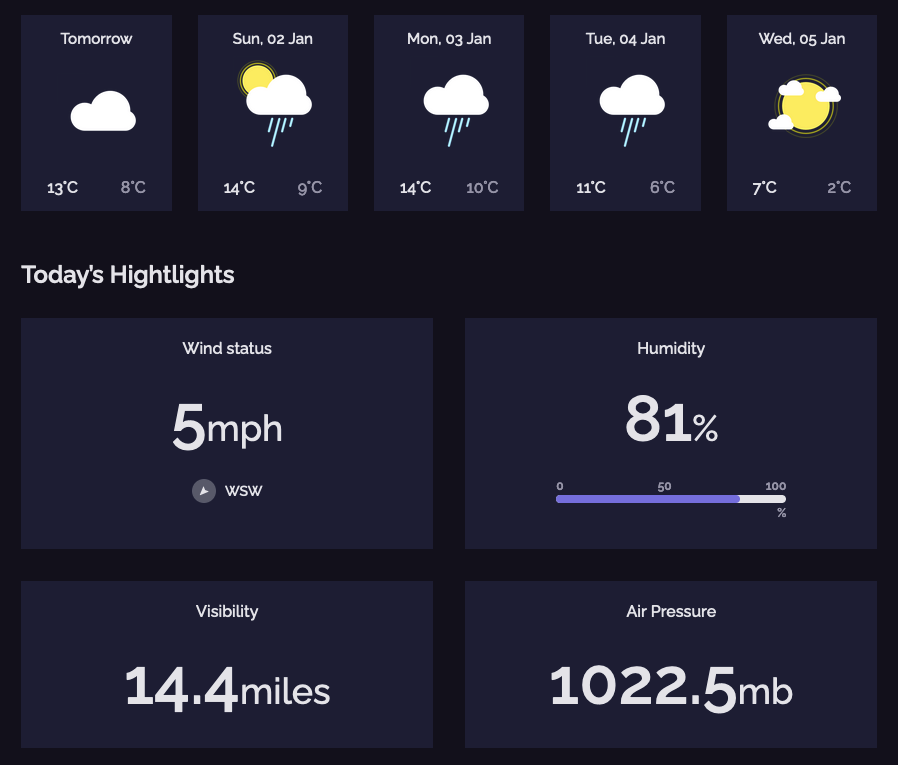 Tomorrow
Sun, 02 Jan
Mon, 03 Jan
Tue, 04 Jan
Wed, 05 Jan
13°C 8°C
14°C 9°C
14°C 10°C
11°C 6°C
7°C 2°C
Today's Hightlights
Wind status
5mph
WSW
Humidity
81%
0 50 100
%
Visibility
14.4miles
Air Pressure
1022.5mb